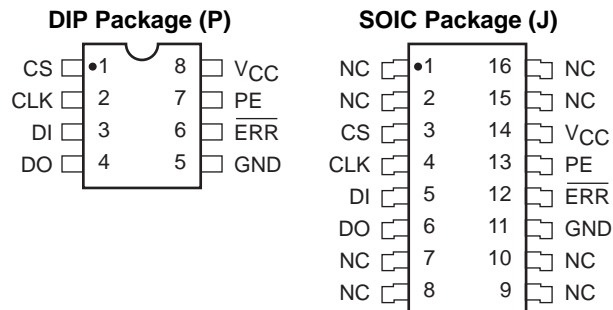 DIP Package (P)
CS 1 8 VCC
CLK 2 7 PE
DI 3 6 ERR
DO 4 5 GND
SOIC Package (J)
NC 1 16 NC
NC 2 15 NC
CS 3 14 VCC
CLK 4 13 PE
DI 5 12 ERR
DO 6 11 GND
NC 7 10 NC
NC 8 9 NC